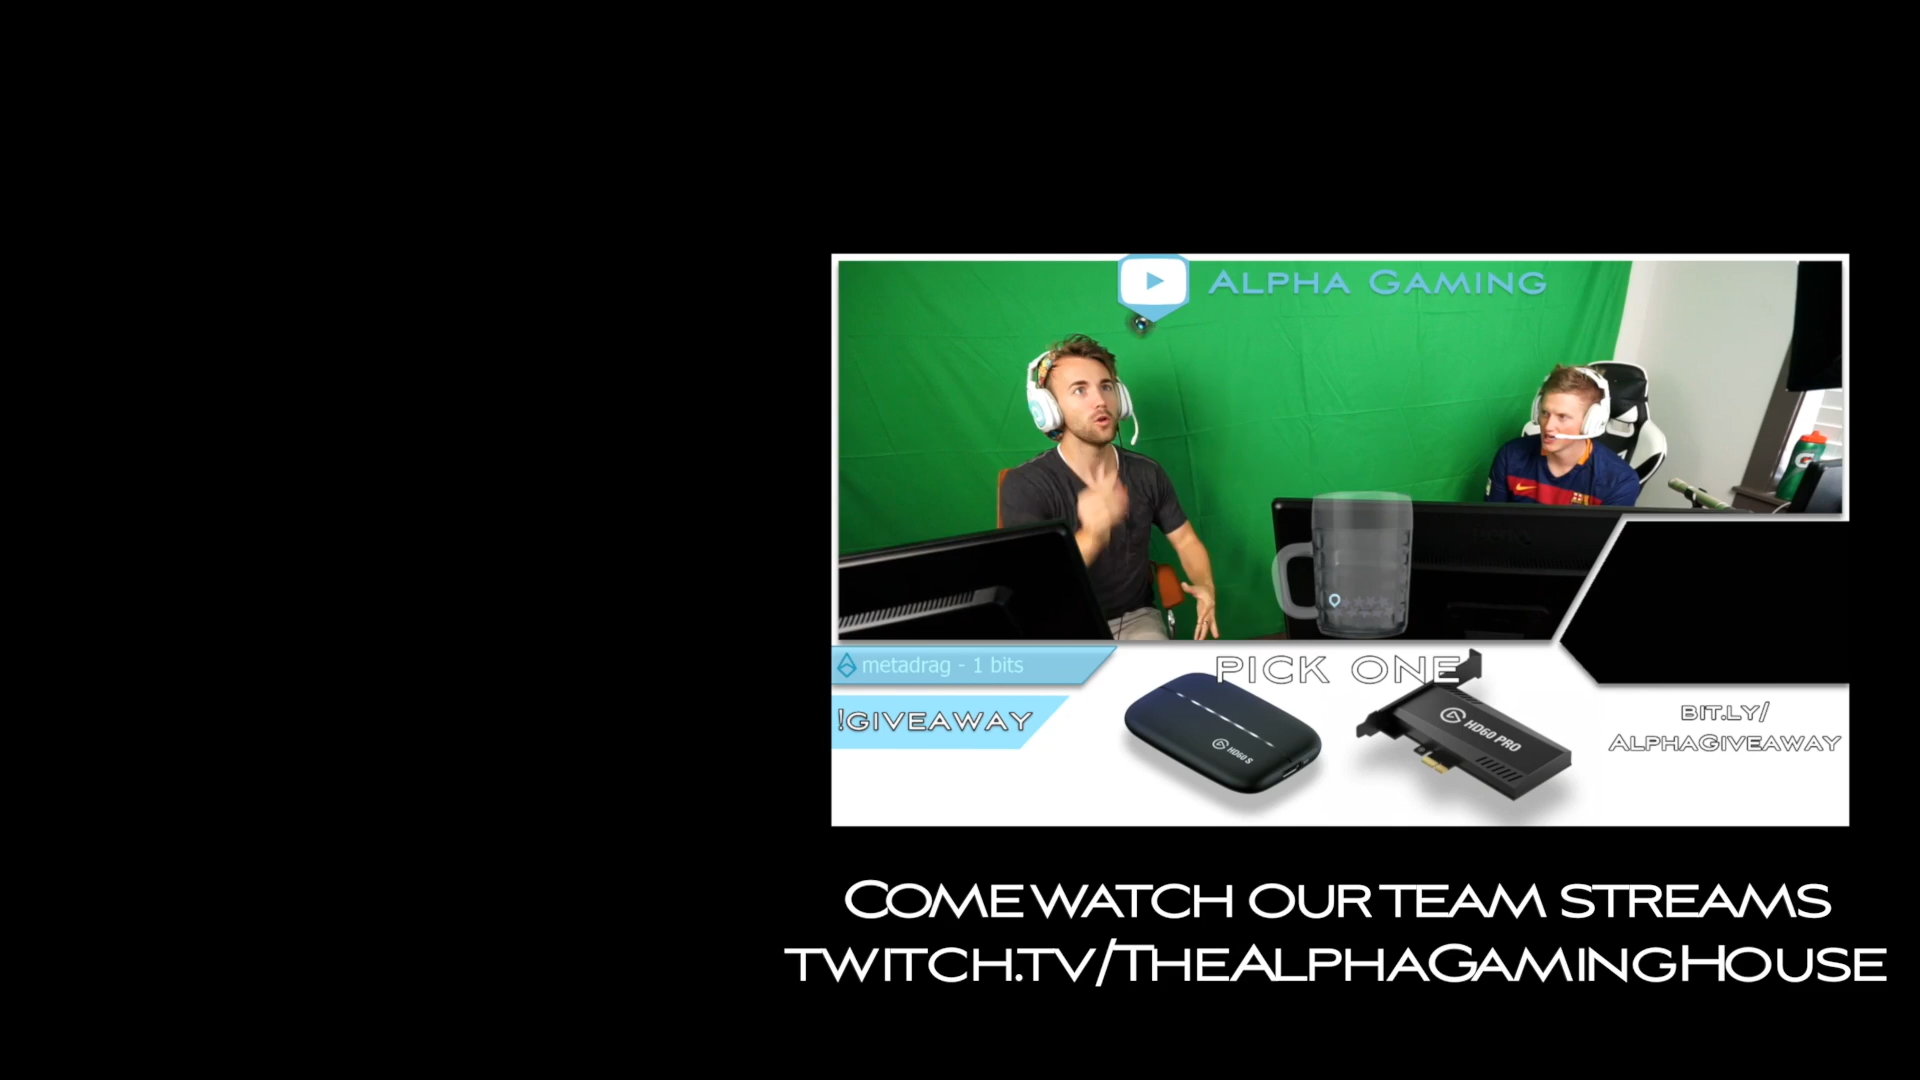 Alpha Gaming
metadrag - 1 bits
PICK ONE
!GIVEAWAY
HD60 S
HD60 PRO
BIT.LY/
AlphaGiveaway
Come watch our team streams
twitch.tv/TheAlphaGamingHouse